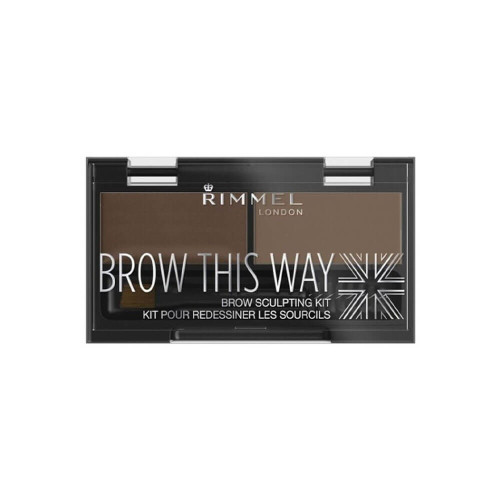 RIMMEL
LONDON
BROW THIS WAY
BROW SCULPTING KIT
KIT POUR REDESSINER LES SOURCILS